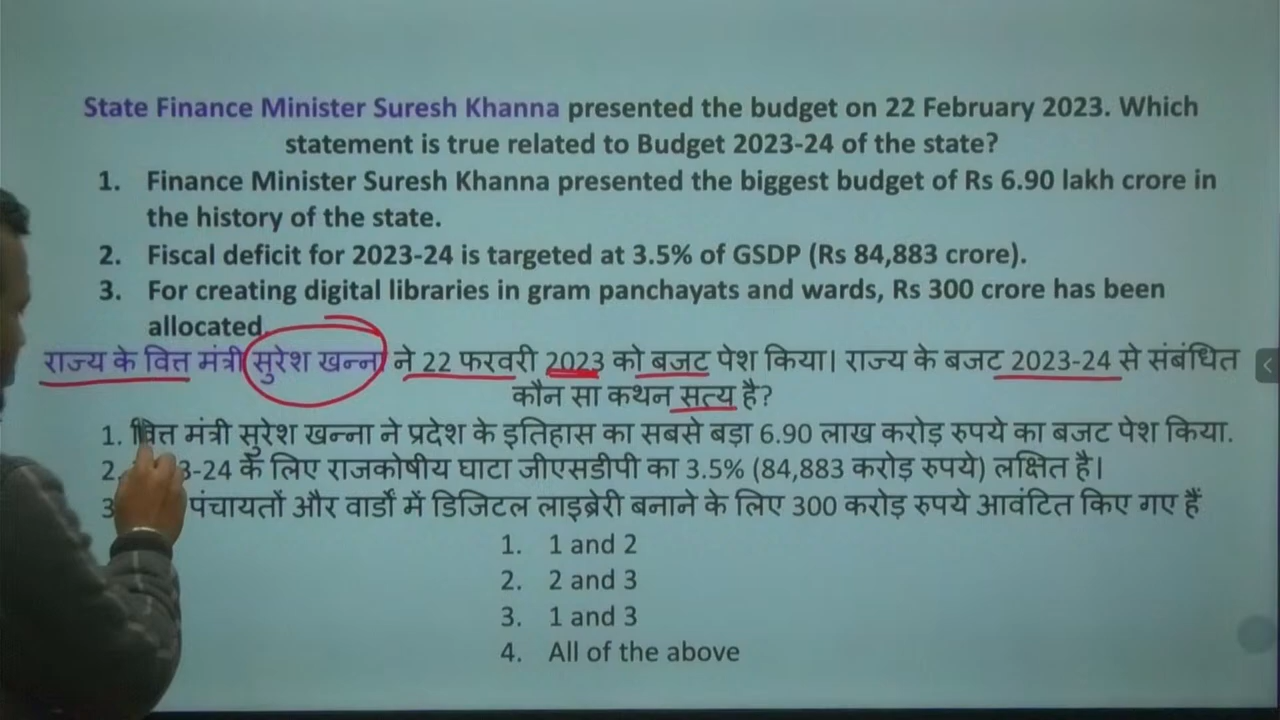 State Finance Minister Suresh Khanna presented the budget on 22 February 2023. Which
statement is true related to Budget 2023-24 of the state?
1. Finance Minister Suresh Khanna presented the biggest budget of Rs 6.90 lakh crore in
the history of the state.
2. Fiscal deficit for 2023-24 is targeted at 3.5% of GSDP (Rs 84,883 crore).
3. For creating digital libraries in gram panchayats and wards, Rs 300 crore has been
allocated.
राज्य के वित्त मंत्री सुरेश खन्ना ने 22 फरवरी 2023 को बजट पेश किया। राज्य के बजट 2023-24 से संबंधित
कौन सा कथन सत्य है?
1. वित्त मंत्री सुरेश खन्ना ने प्रदेश के इतिहास का सबसे बड़ा 6.90 लाख करोड़ रुपये का बजट पेश किया.
2. 3-24 के लिए राजकोषीय घाटा जीएसडीपी का 3.5% (84,883 करोड़ रुपये) लक्षित है।
3 पंचायतों और वार्डों में डिजिटल लाइब्रेरी बनाने के लिए 300 करोड़ रुपये आवंटित किए गए हैं
1. 1 and 2
2. 2 and 3
3. 1 and 3
4. All of the above